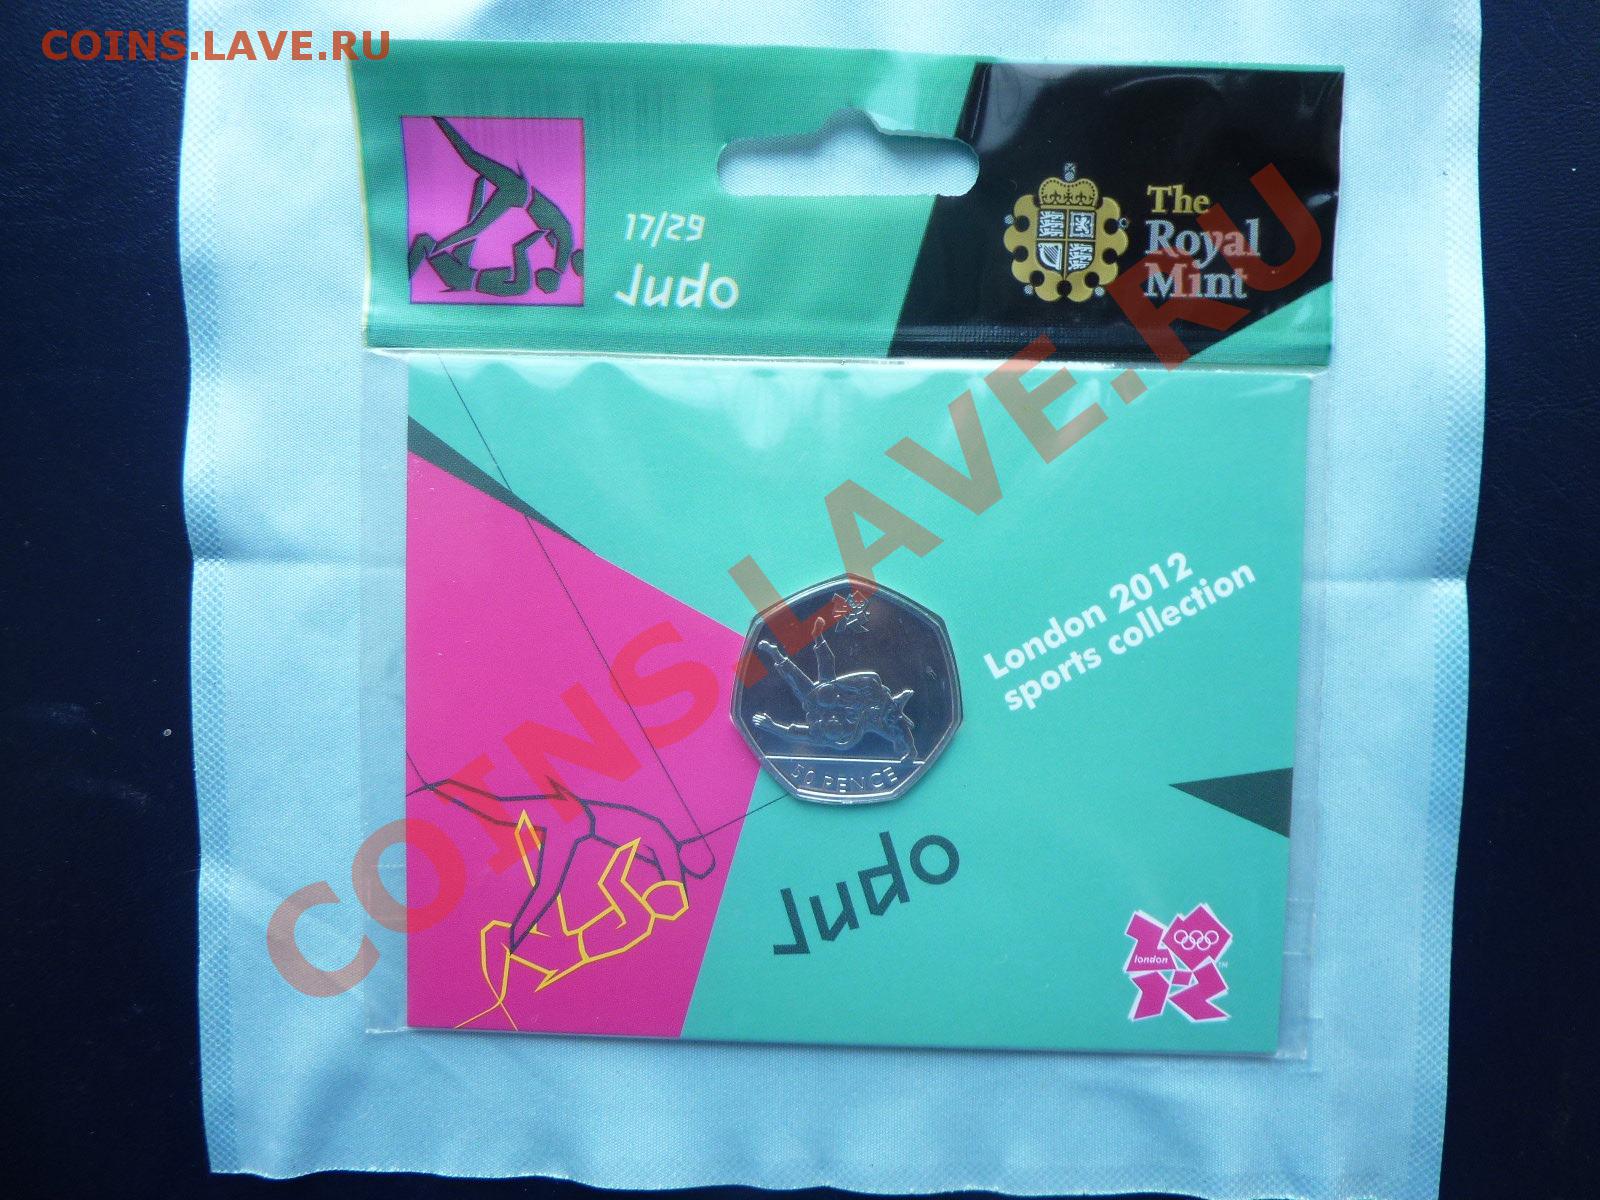 COINS.LAVE.RU
17/29
Judo
The
Royal
Mint
London 2012
sports collection
50 PENCE
Judo
london
TM
COINS.LAVE.RU